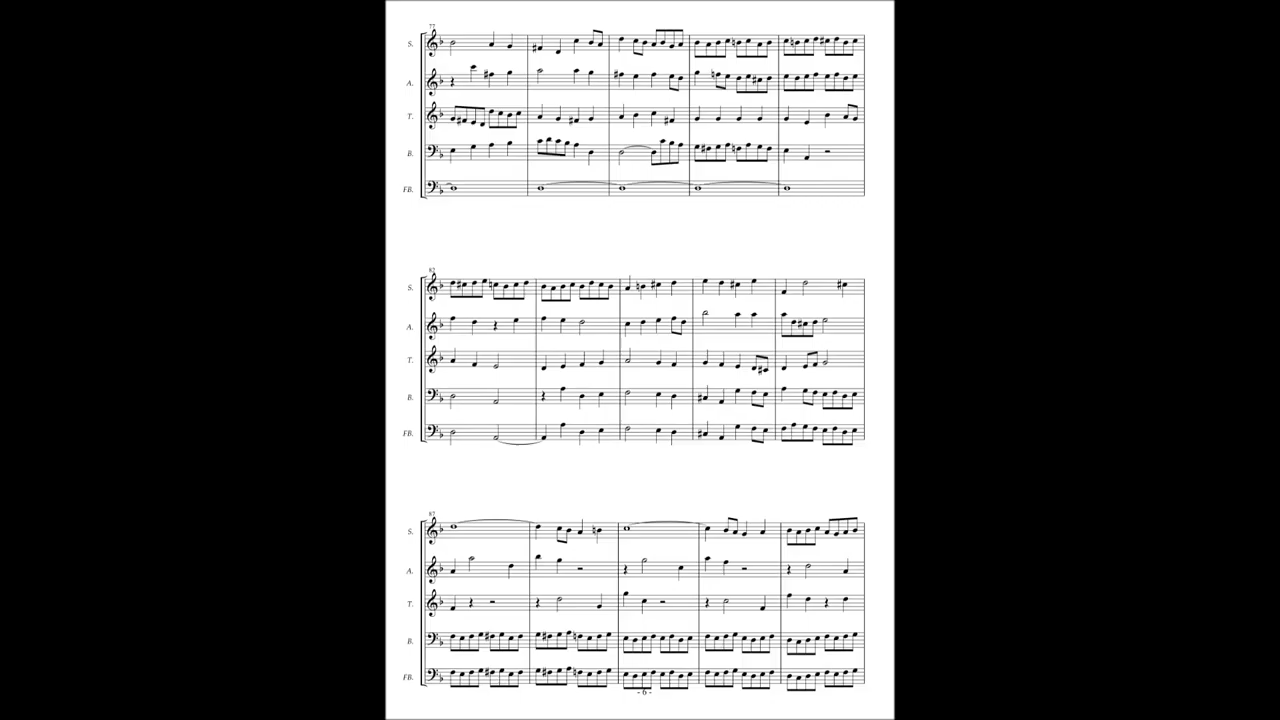 77
S.
A.
T.
B.
FB.
82
S.
A.
T.
B.
FB.
87
S.
A.
T.
B.
FB.
- 6 -